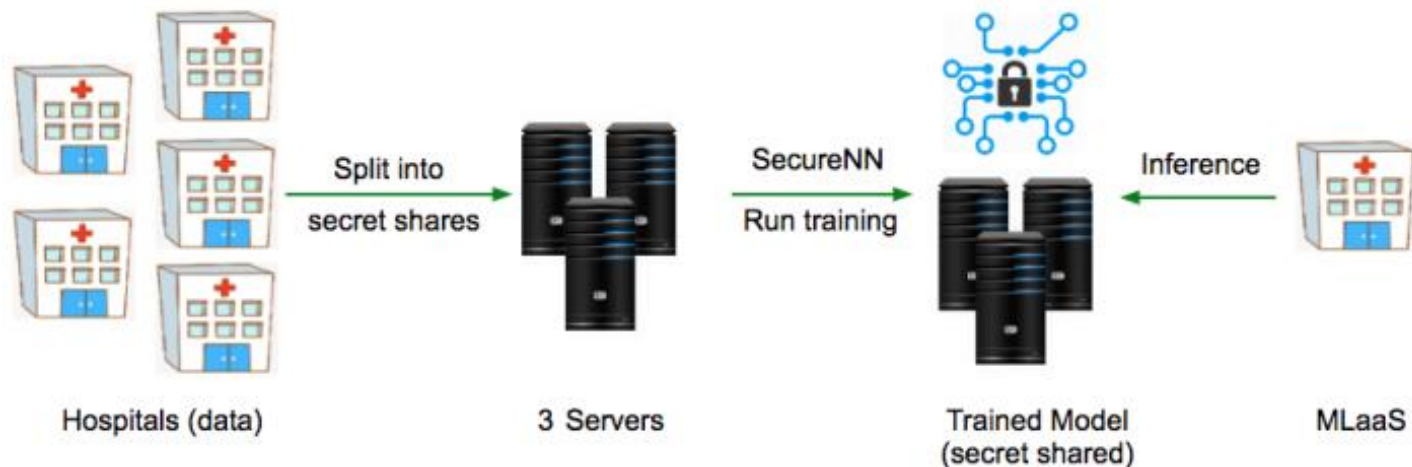 Split into
secret shares
SecureNN
Run training
Inference
Hospitals (data)
3 Servers
Trained Model
(secret shared)
MLaaS